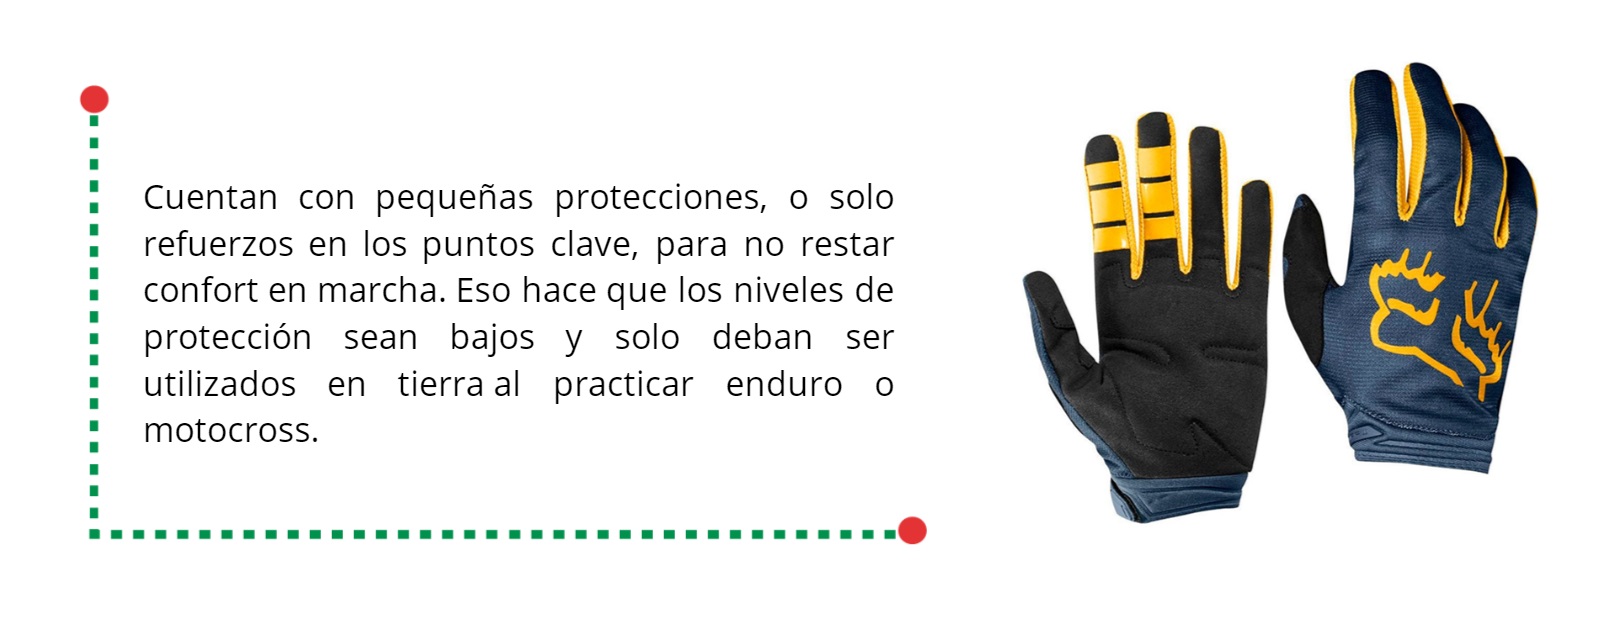 Cuentan con pequeñas protecciones, o solo
refuerzos en los puntos clave, para no restar
confort en marcha. Eso hace que los niveles de
protección sean bajos y solo deban ser
utilizados en tierra al practicar enduro o
motocross.